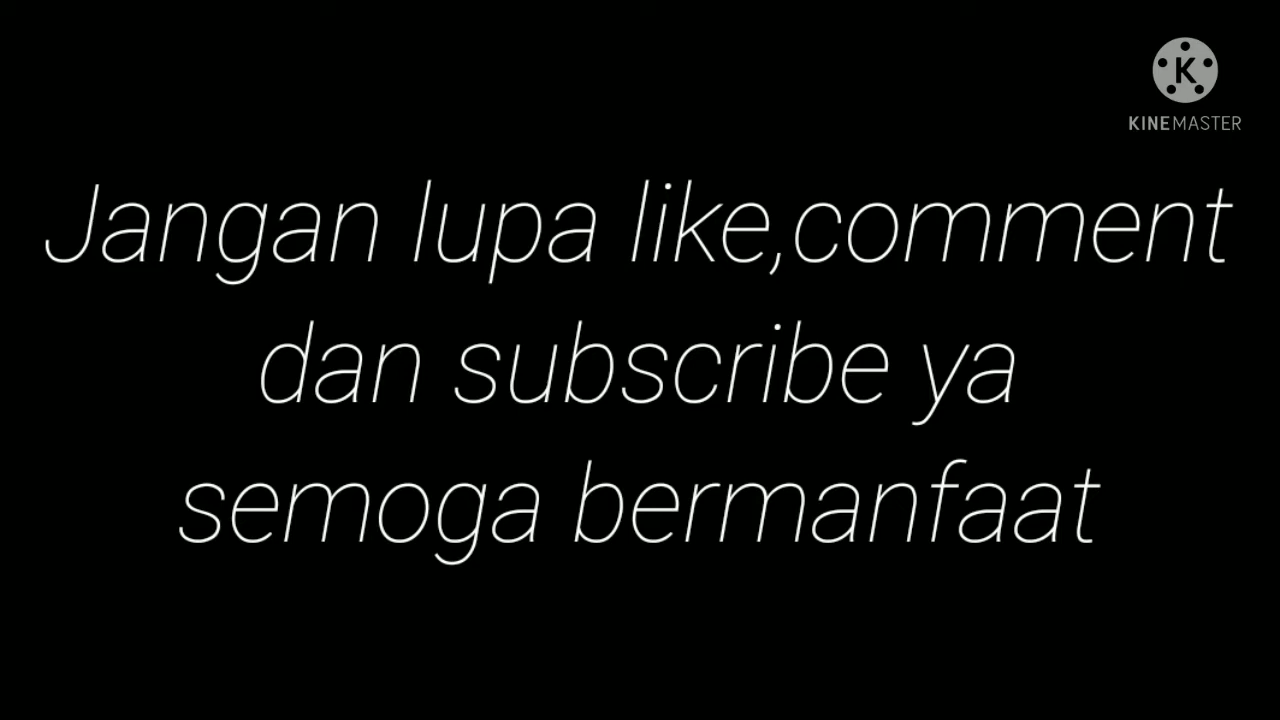 KINEMASTER
Jangan lupa like,comment
dan subscribe ya
semoga bermanfaat